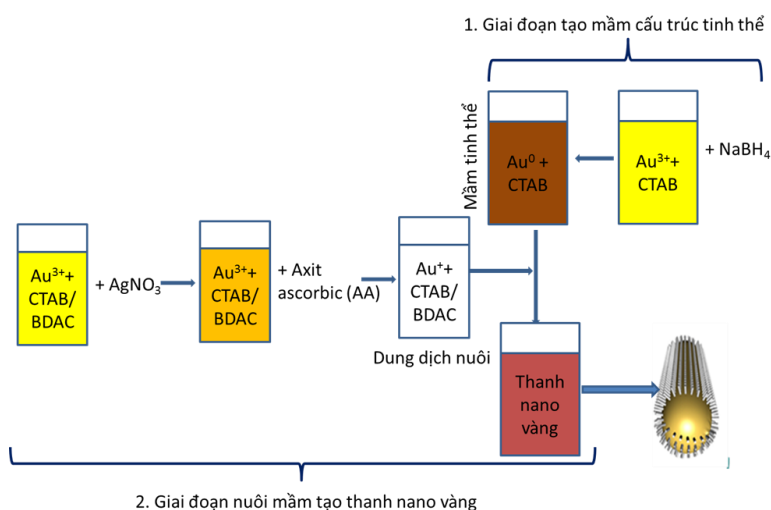 1. Giai đoạn tạo mầm cấu trúc tinh thể
Mầm tinh thể
Au⁰ +
CTAB
Au³⁺+
CTAB
+ NaBH₄
Au³⁺+
CTAB/
BDAC
+ AgNO₃
Au³⁺+
CTAB/
BDAC
+ Axit
ascorbic (AA)
Au⁺+
CTAB/
BDAC
Dung dịch nuôi
Thanh
nano
vàng
2. Giai đoạn nuôi mầm tạo thanh nano vàng